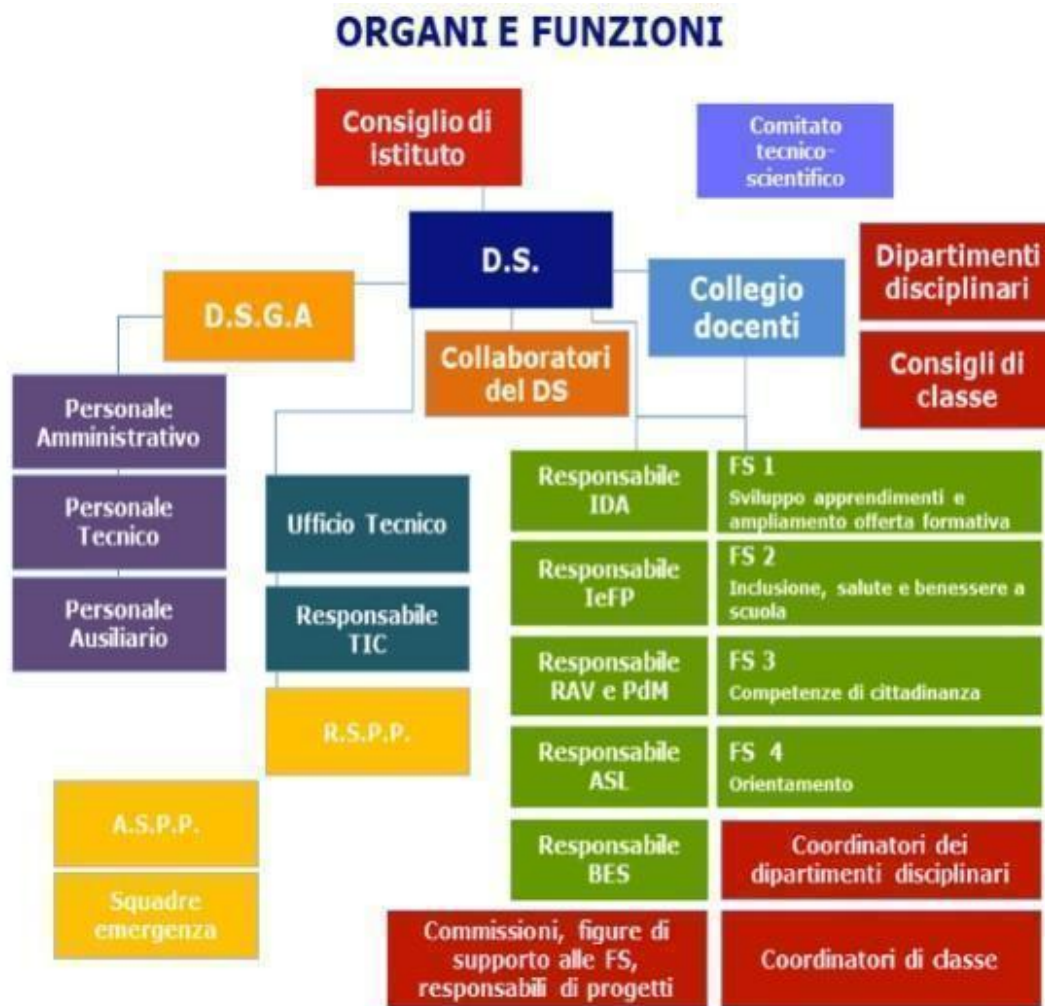 ORGANI E FUNZIONI
Consiglio di
istituto
Comitato
tecnico-
scientifico
D.S.
D.S.G.A
Collegio
docenti
Dipartimenti
disciplinari
Collaboratori
del DS
Consigli di
classe
Personale
Amministrativo
Personale
Tecnico
Personale
Ausiliario
Ufficio Tecnico
Responsabile
TIC
R.S.P.P.
A.S.P.P.
Squadre
emergenza
Responsabile
IDA
FS 1
Sviluppo apprendimenti e
ampliamento offerta formativa
Responsabile
IeFP
FS 2
Inclusione, salute e benessere a
scuola
Responsabile
RAV e PdM
FS 3
Competenze di cittadinanza
Responsabile
ASL
FS 4
Orientamento
Responsabile
BES
Coordinatori dei
dipartimenti disciplinari
Commissioni, figure di
supporto alle FS,
responsabili di progetti
Coordinatori di classe